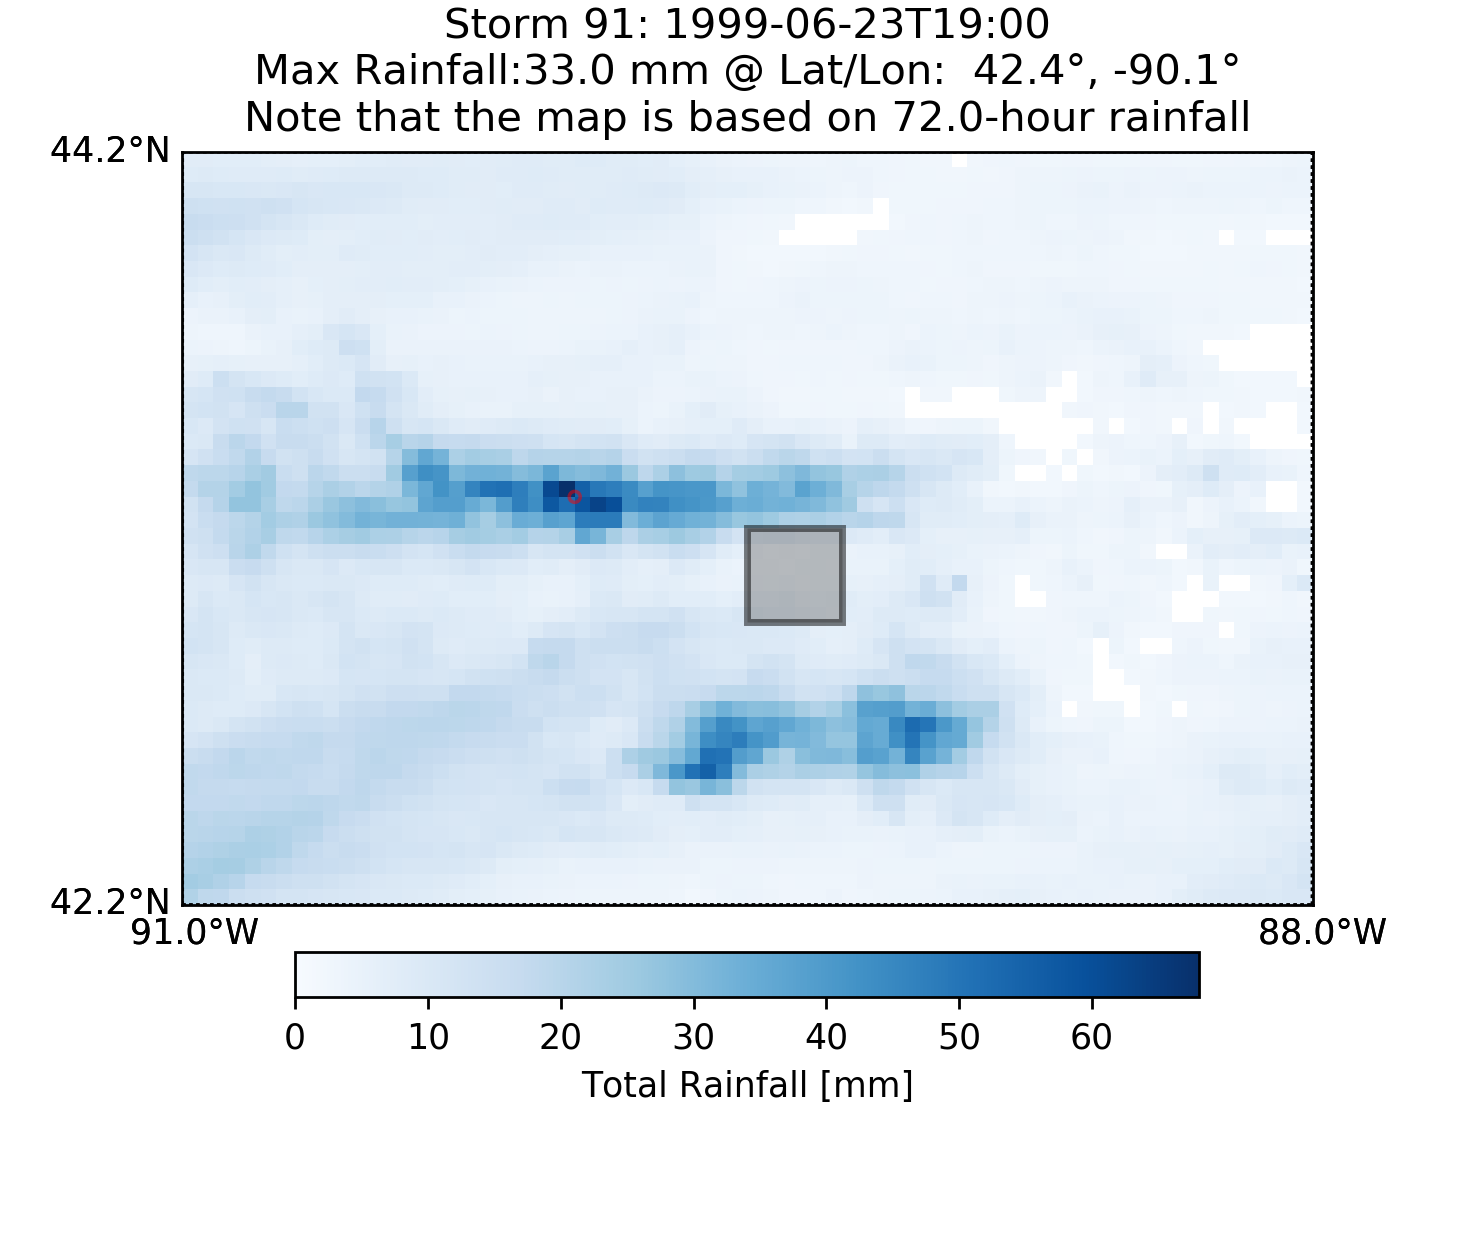 Storm 91: 1999-06-23T19:00
Max Rainfall:33.0 mm @ Lat/Lon:  42.4°, -90.1°
Note that the map is based on 72.0-hour rainfall
44.2°N
42.2°N
91.0°W 88.0°W
0 10 20 30 40 50 60
Total Rainfall [mm]